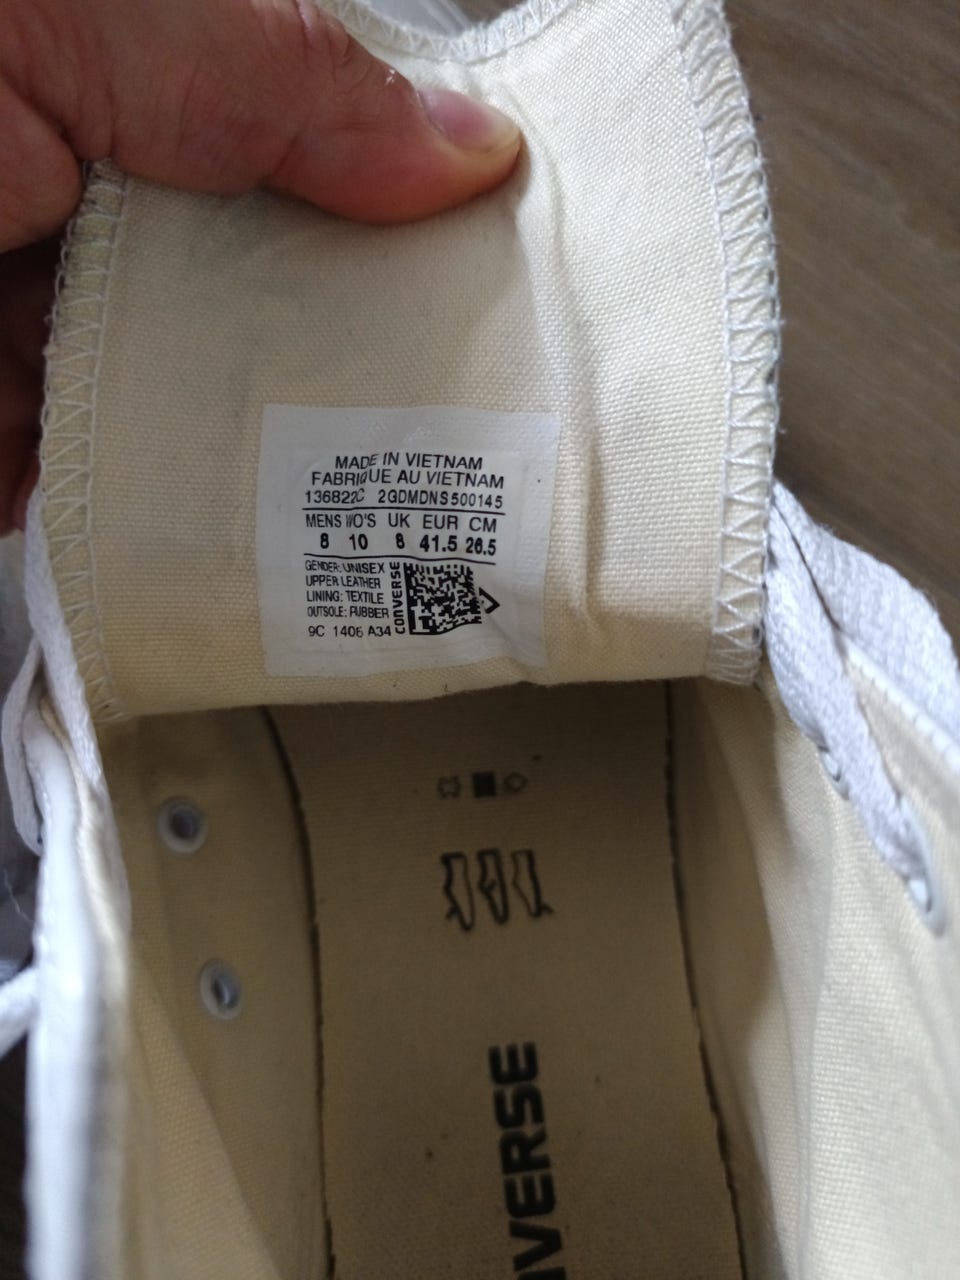 MADE IN VIETNAM
FABRIQUE AU VIETNAM
136822C 2GDMDNS500145
MENS WO'S UK EUR CM
8 10 8 41.5 26.5
GENDER: UNISEX
UPPER LEATHER
LINING: TEXTILE
OUTSOLE: RUBBER
CONVERSE
9C 1406 A34
VERSE